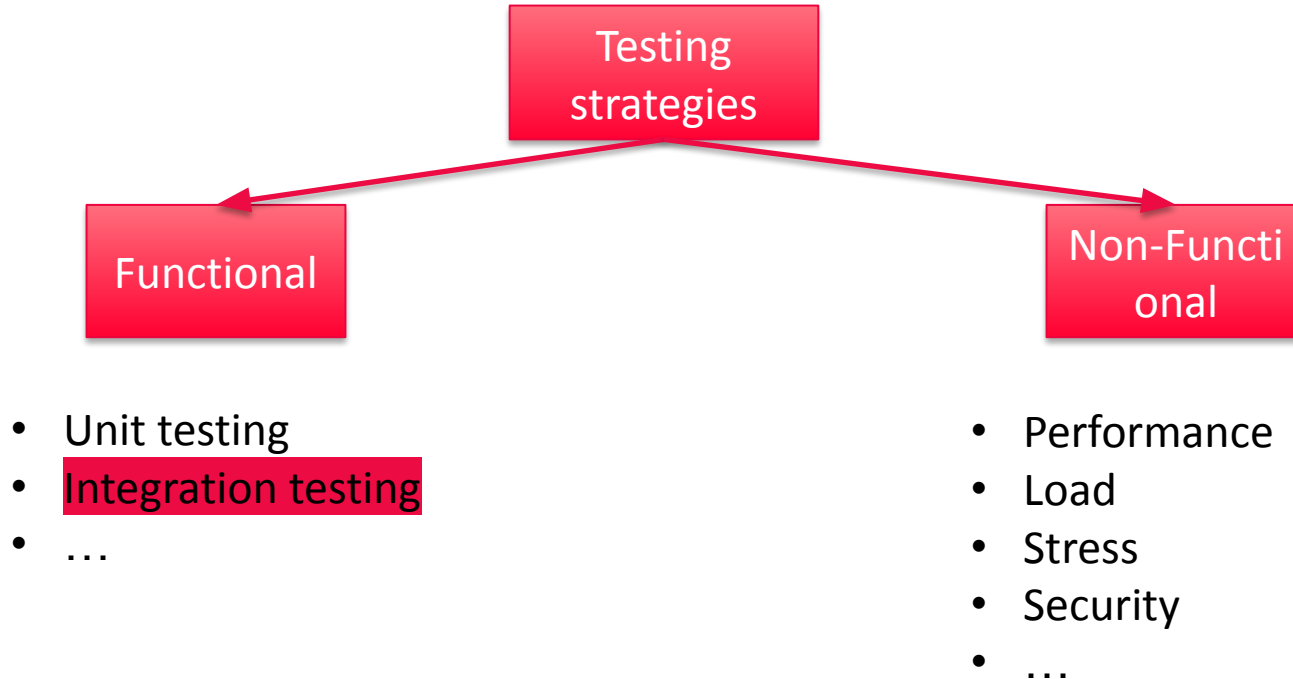 Testing
strategies
Functional
Non-Functi
onal
• Unit testing
• Integration testing
• …
• Performance
• Load
• Stress
• Security
• …